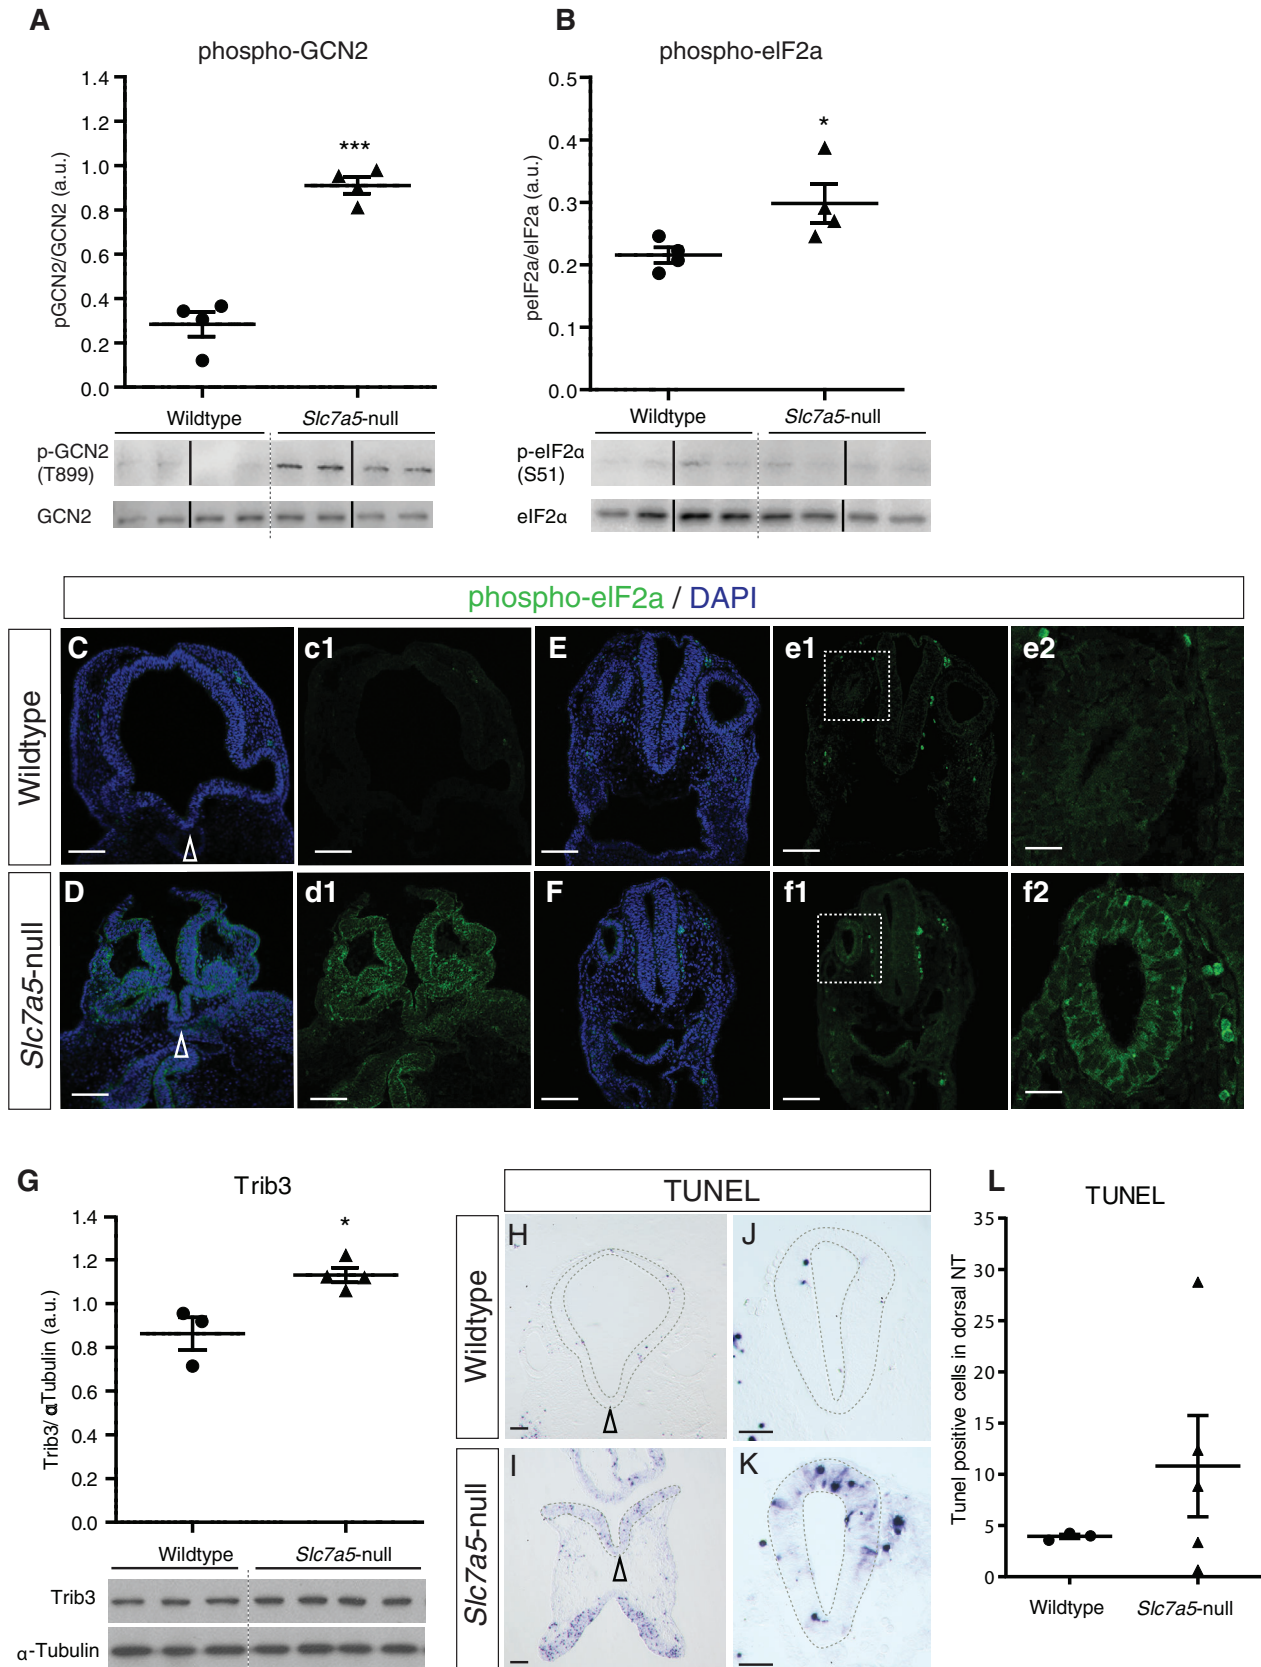 A
phospho-GCN2
pGCN2/GCN2 (a.u.)
1.4
1.2
1.0
0.8
0.6
0.4
0.2
0.0
***
Wildtype
Slc7a5-null
p-GCN2
(T899)
GCN2
B
phospho-eIF2a
peIF2a/eIF2a (a.u.)
0.5
0.4
0.3
0.2
0.1
0.0
*
Wildtype
Slc7a5-null
p-eIF2α
(S51)
eIF2α
phospho-eIF2a / DAPI
Wildtype
C
c1
E
e1
e2
Slc7a5-null
D
d1
F
f1
f2
G
Trib3
Trib3/ αTubulin (a.u.)
1.4
1.2
1.0
0.8
0.6
0.4
0.2
0.0
*
Wildtype
Slc7a5-null
Trib3
α-Tubulin
TUNEL
Wildtype
H
J
Slc7a5-null
I
K
L
TUNEL
Tunel positive cells in dorsal NT
35
30
25
20
15
10
5
0
Wildtype
Slc7a5-null